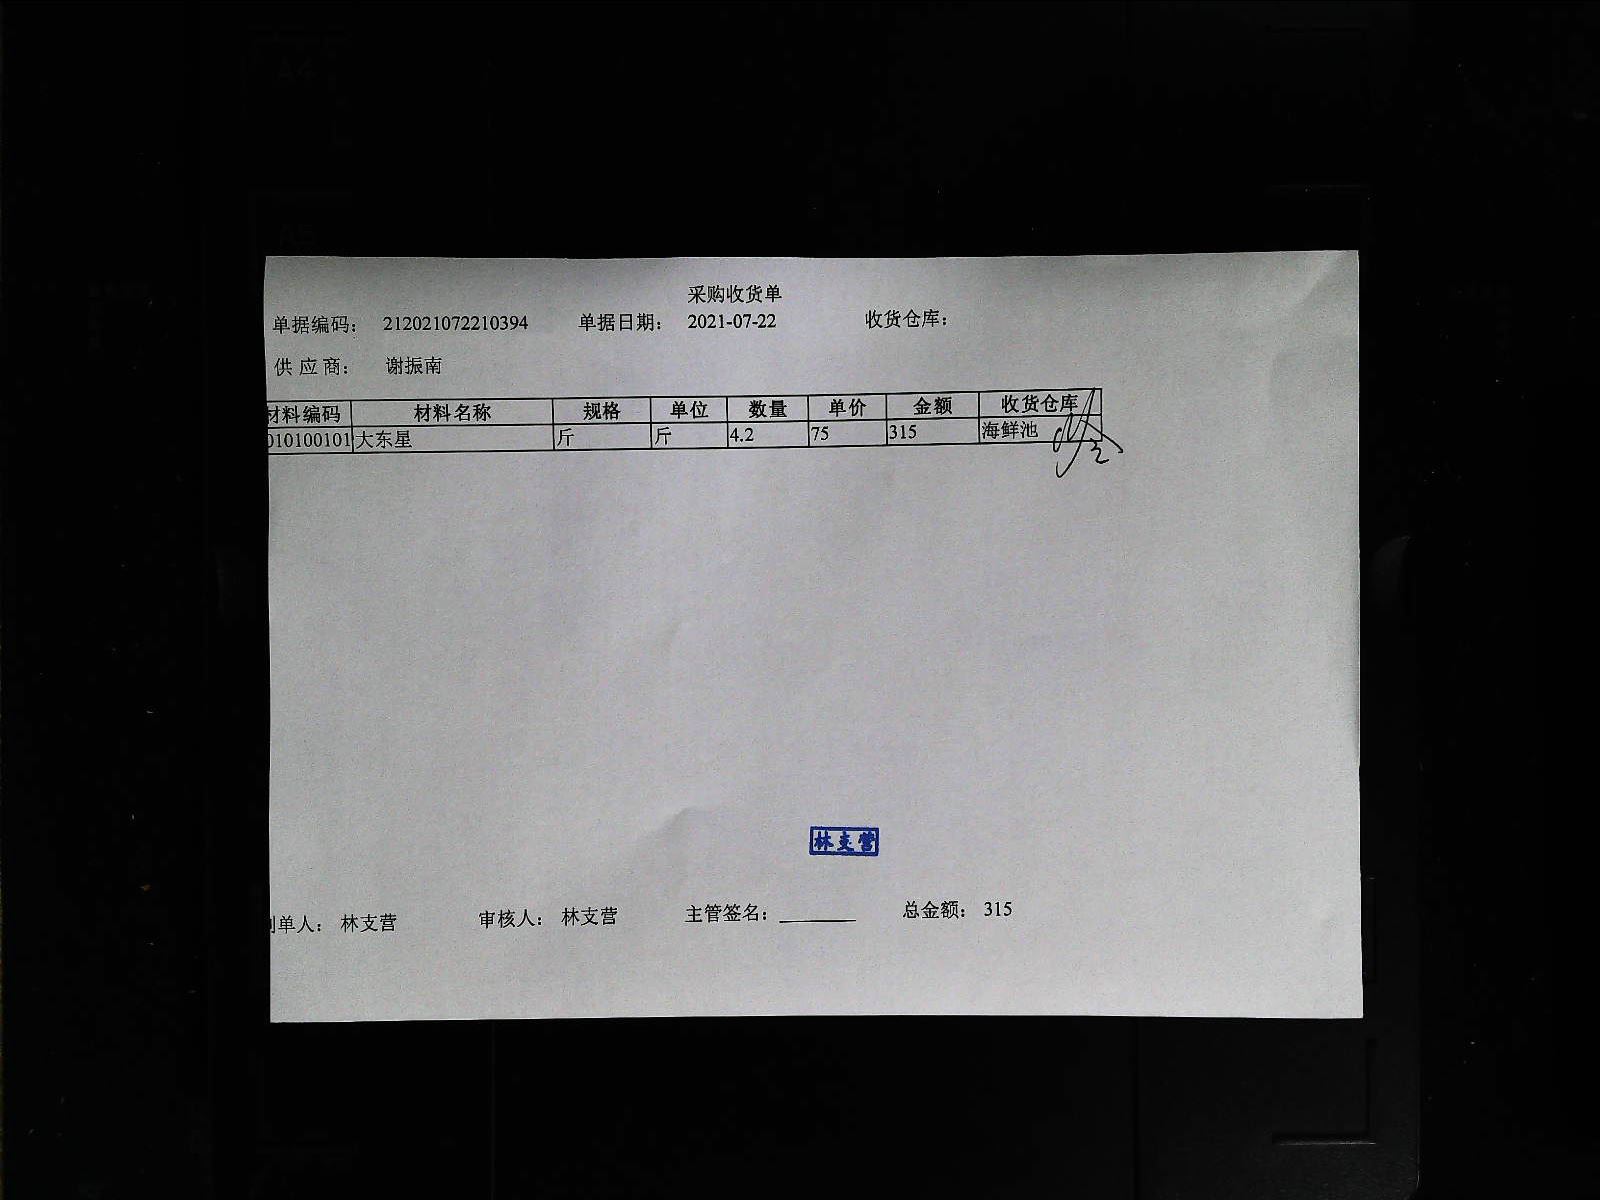 采购收货单
单据编码： 212021072210394 单据日期： 2021-07-22 收货仓库：
供 应 商： 谢振南
材料编码 材料名称 规格 单位 数量 单价 金额 收货仓库
010100101 大东星 斤 斤 4.2 75 315 海鲜池
林支营
制单人： 林支营 审核人： 林支营 主管签名： 总金额： 315